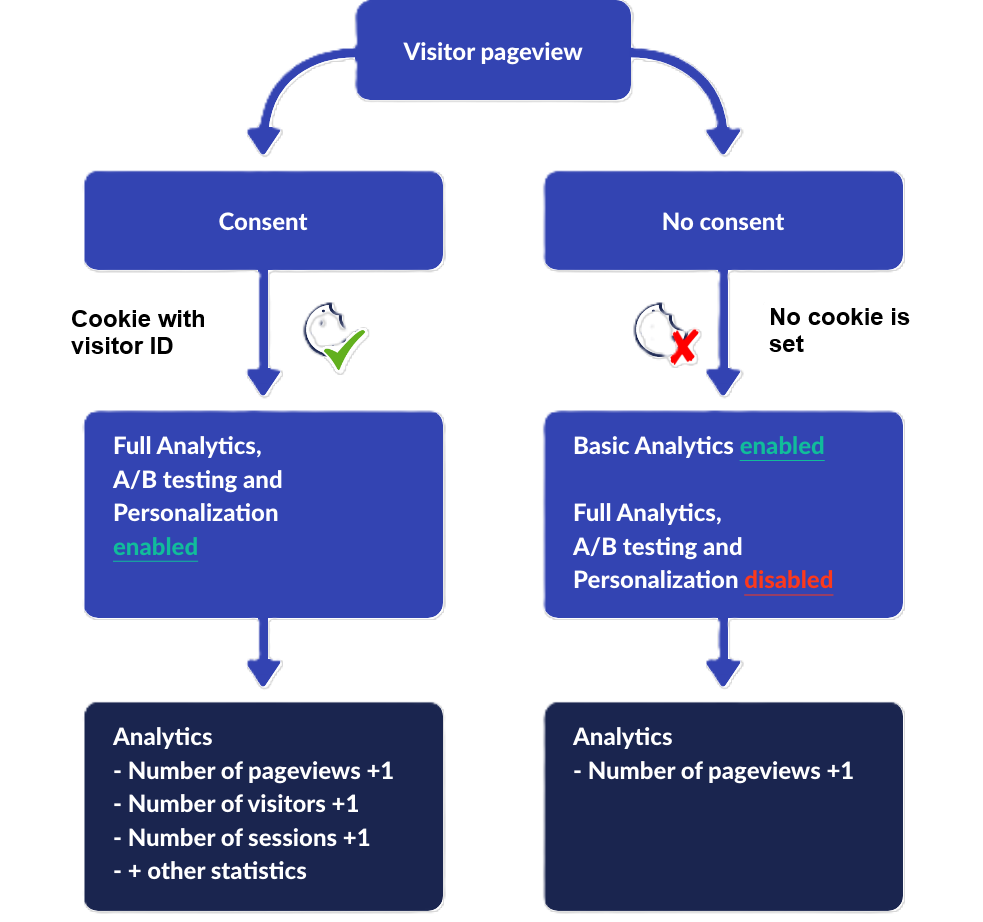 Visitor pageview
Consent
No consent
Cookie with
visitor ID
No cookie is
set
Full Analytics,
A/B testing and
Personalization
enabled
Basic Analytics enabled
Full Analytics,
A/B testing and
Personalization disabled
Analytics
- Number of pageviews +1
- Number of visitors +1
- Number of sessions +1
- + other statistics
Analytics
- Number of pageviews +1